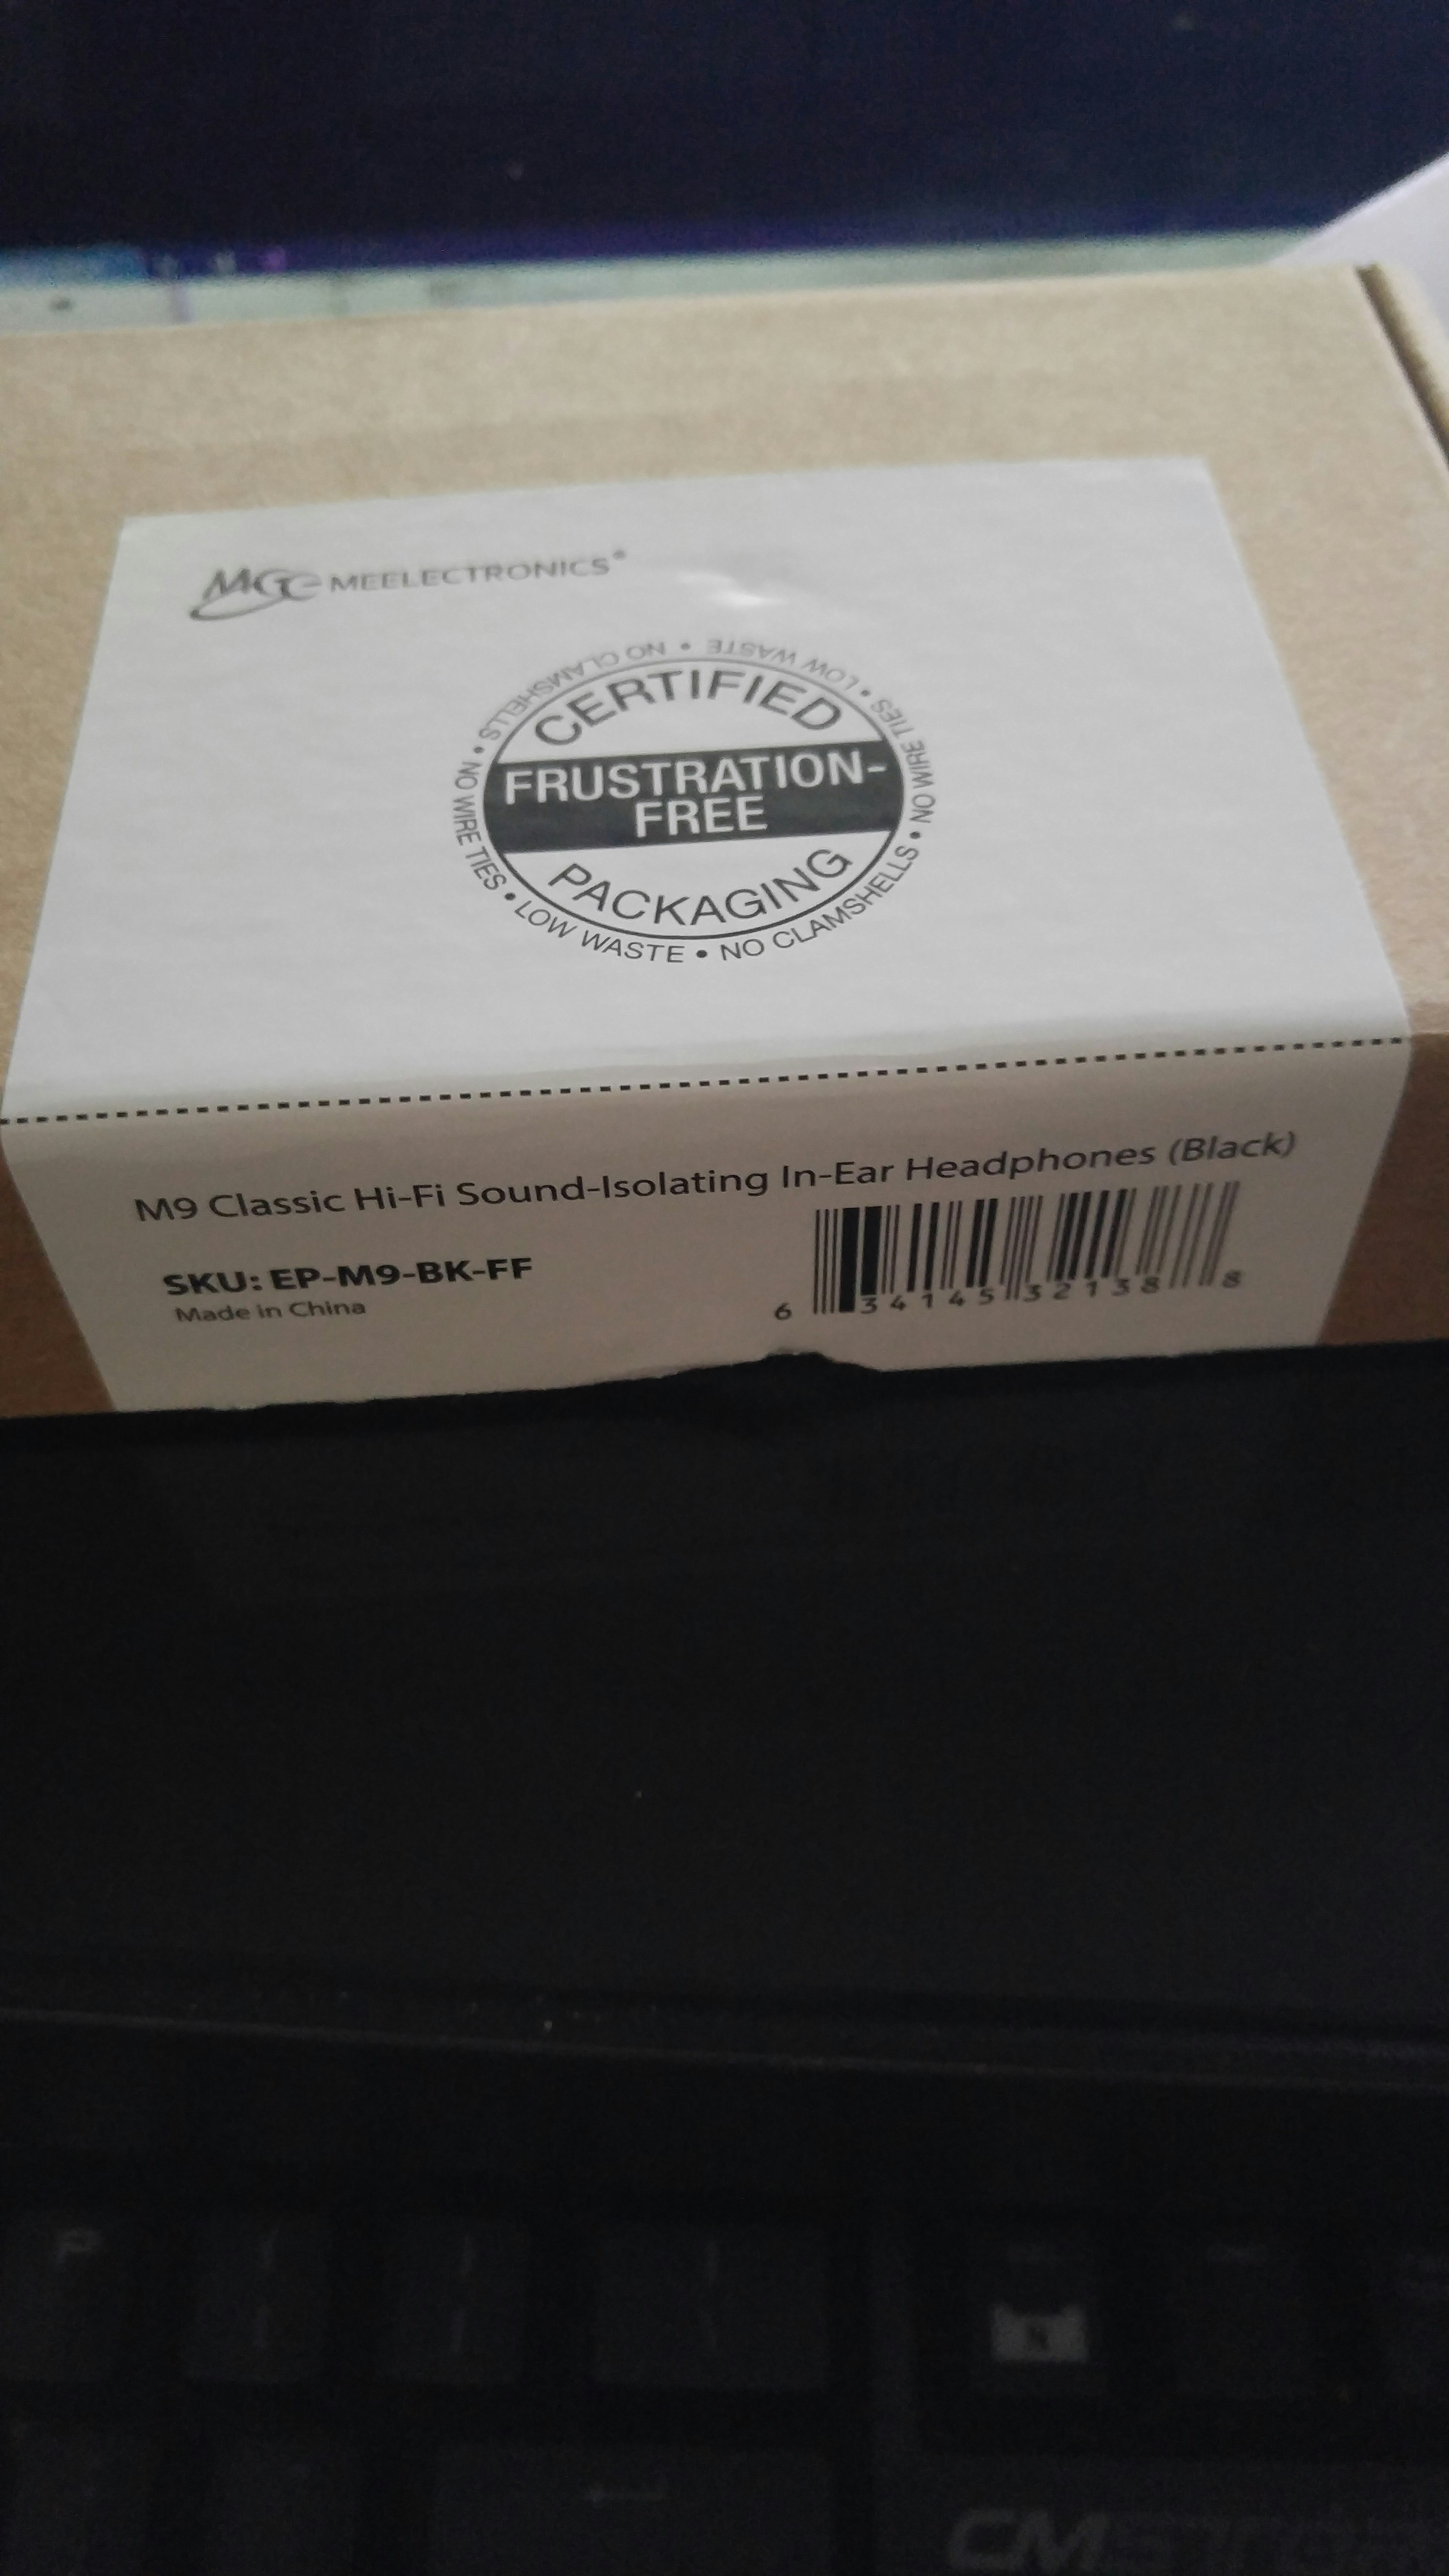 MEELECTRONICS®
NO CLAMSHELLS • LOW WASTE • NO WIRE TIES • NO CLAMSHELLS • LOW WASTE • NO WIRE TIES •
CERTIFIED
FRUSTRATION-
FREE
PACKAGING
M9 Classic Hi-Fi Sound-Isolating In-Ear Headphones (Black)
SKU: EP-M9-BK-FF
Made in China
6 34145 32138 8
P
CMSTOR